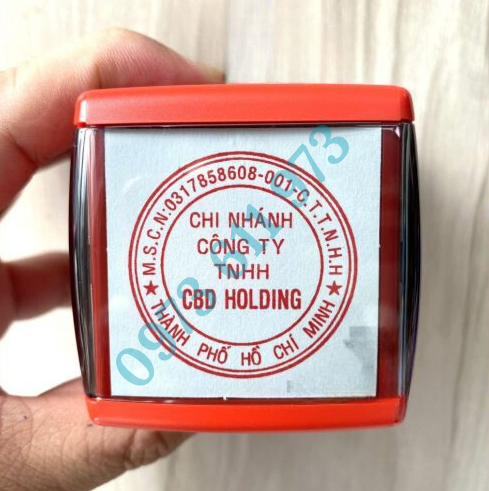 M.S.C.N:0317858608-001-C.T.T.N.H.H
CHI NHÁNH
CÔNG TY
TNHH
CBD HOLDING
★ THÀNH PHỐ HỒ CHÍ MINH ★